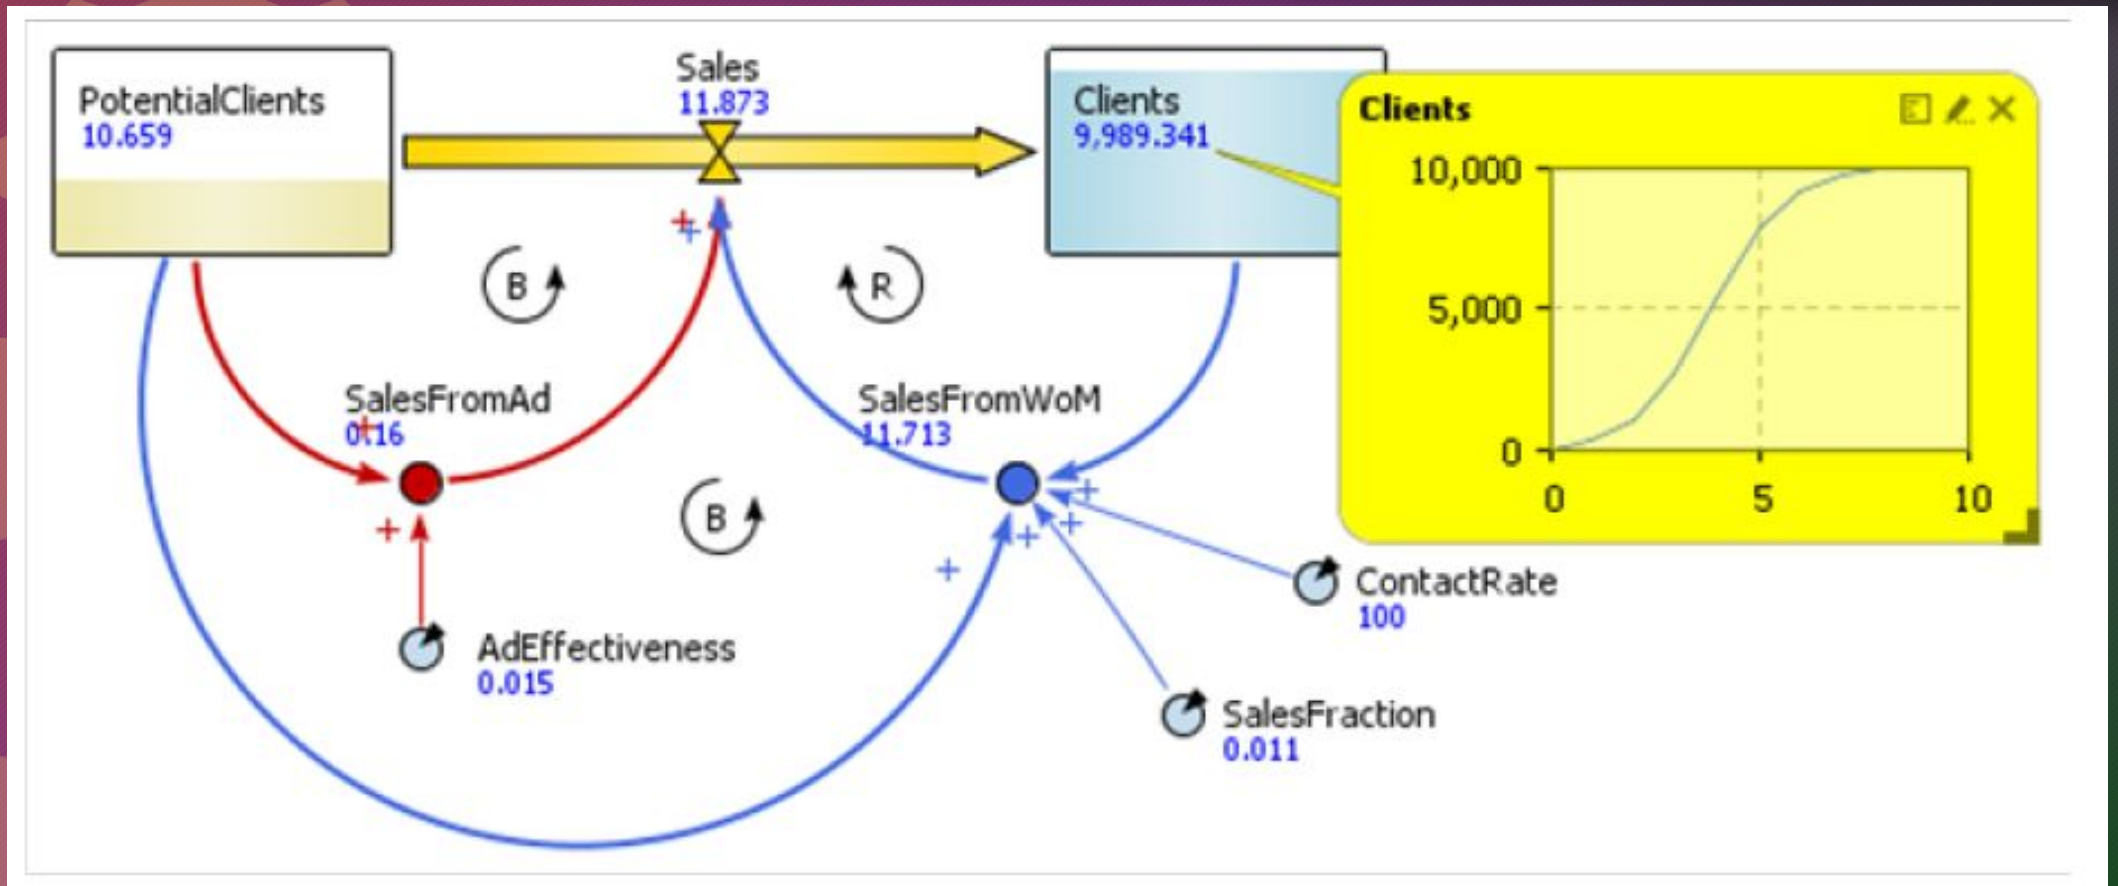 PotentialClients
10.659
Sales
11.873
Clients
9,989.341
Clients
10,000
5,000
0
0 5 10
B
R
SalesFromAd
0.16
SalesFromWoM
11.713
B
AdEffectiveness
0.015
ContactRate
100
SalesFraction
0.011